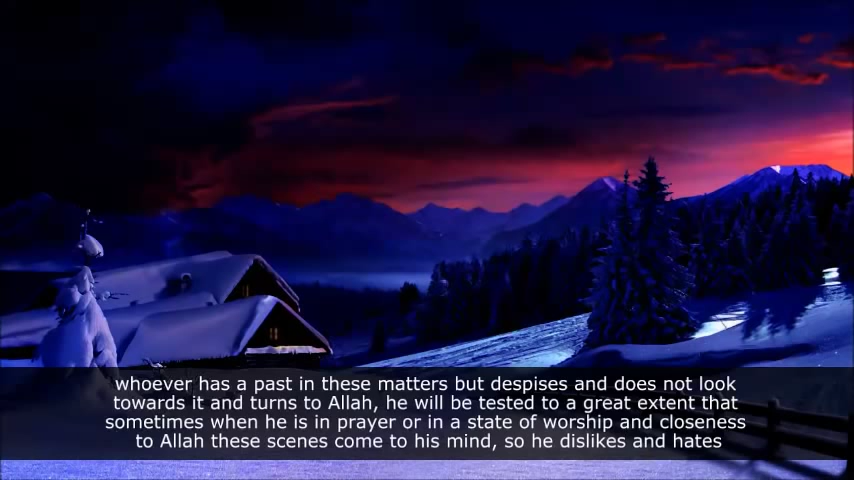 whoever has a past in these matters but despises and does not look
towards it and turns to Allah, he will be tested to a great extent that
sometimes when he is in prayer or in a state of worship and closeness
to Allah these scenes come to his mind, so he dislikes and hates